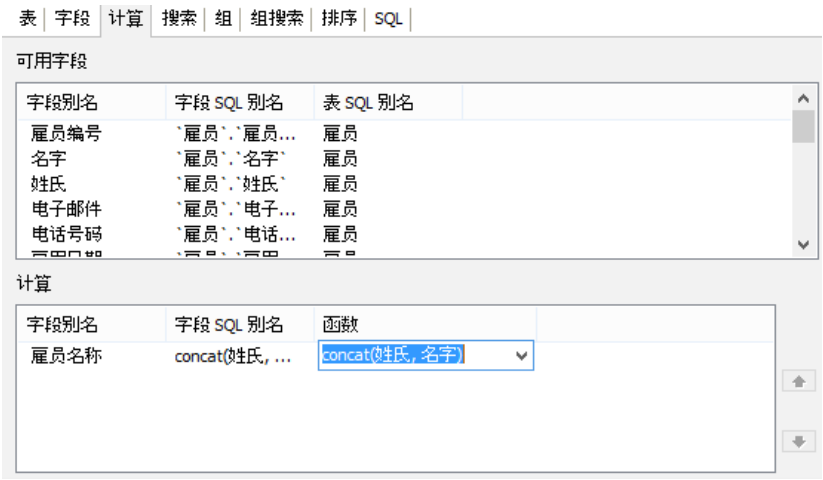 表 字段 计算 搜索 组 组搜索 排序 SQL
可用字段
字段别名 字段 SQL 别名 表 SQL 别名
雇员编号 `雇员`.`雇员... 雇员
名字 `雇员`.`名字` 雇员
姓氏 `雇员`.`姓氏` 雇员
电子邮件 `雇员`.`电子... 雇员
电话号码 `雇员`.`电话... 雇员
计算
字段别名 字段 SQL 别名 函数
雇员名称 concat(姓氏, ... concat(姓氏, 名字)